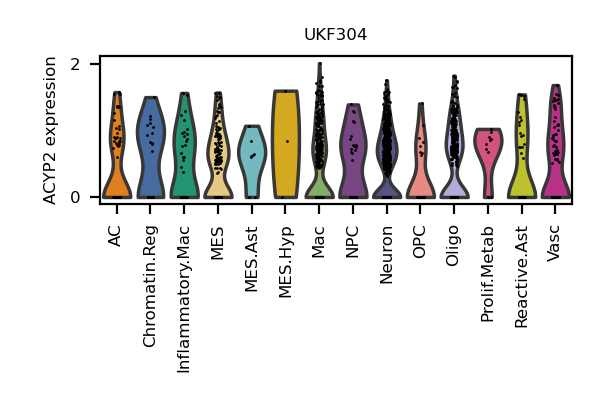 UKF304
ACYP2 expression
2
0
AC
Chromatin.Reg
Inflammatory.Mac
MES
MES.Ast
MES.Hyp
Mac
NPC
Neuron
OPC
Oligo
Prolif.Metab
Reactive.Ast
Vasc